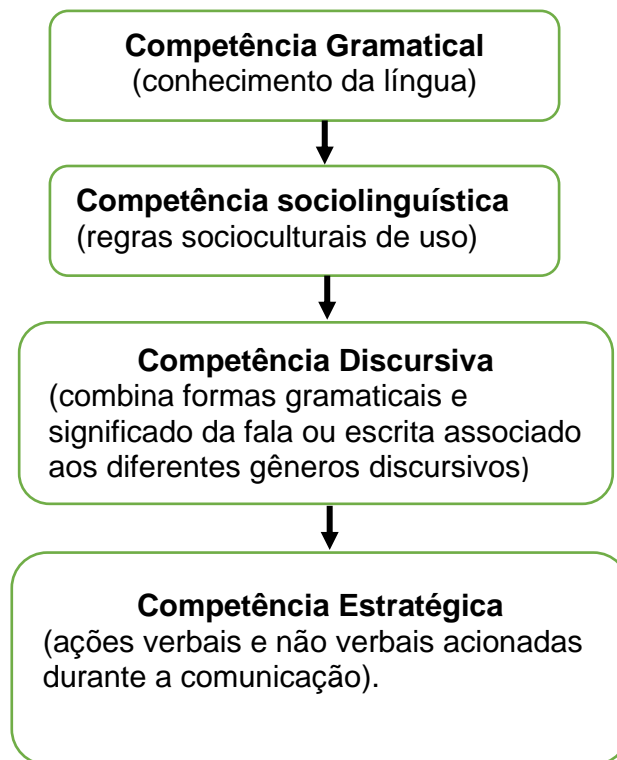 Competência Gramatical
(conhecimento da língua)
Competência sociolinguística
(regras socioculturais de uso)
Competência Discursiva
(combina formas gramaticais e
significado da fala ou escrita associado
aos diferentes gêneros discursivos)
Competência Estratégica
(ações verbais e não verbais acionadas
durante a comunicação).